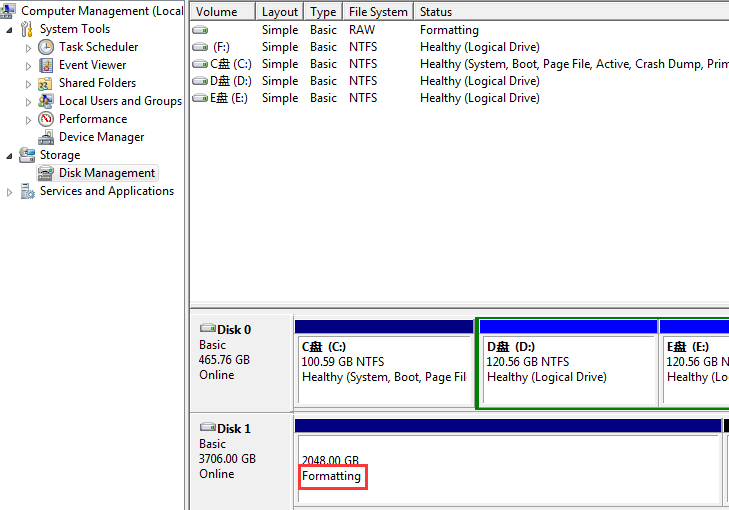 Computer Management (Local
System Tools
Task Scheduler
Event Viewer
Shared Folders
Local Users and Groups
Performance
Device Manager
Storage
Disk Management
Services and Applications
Volume Layout Type File System Status
Simple Basic RAW Formatting
(F:) Simple Basic NTFS Healthy (Logical Drive)
C盘 (C:) Simple Basic NTFS Healthy (System, Boot, Page File, Active, Crash Dump, Prim
D盘 (D:) Simple Basic NTFS Healthy (Logical Drive)
E盘 (E:) Simple Basic NTFS Healthy (Logical Drive)
Disk 0
Basic
465.76 GB
Online
C盘 (C:)
100.59 GB NTFS
Healthy (System, Boot, Page Fil
D盘 (D:)
120.56 GB NTFS
Healthy (Logical Drive)
E盘 (E:)
120.56 GB NTFS
Healthy (Lo
Disk 1
Basic
3706.00 GB
Online
2048.00 GB
Formatting